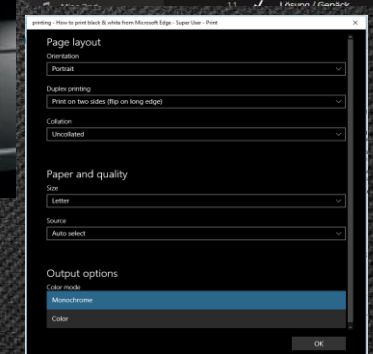 Lösung / Gepäck
printing - How to print black & white from Microsoft Edge - Super User - Print
Page layout
Orientation
Portrait
Duplex printing
Print on two sides (flip on long edge)
Collation
Uncollated
Paper and quality
Size
Letter
Source
Auto select
Output options
Color mode
Monochrome
Color
OK